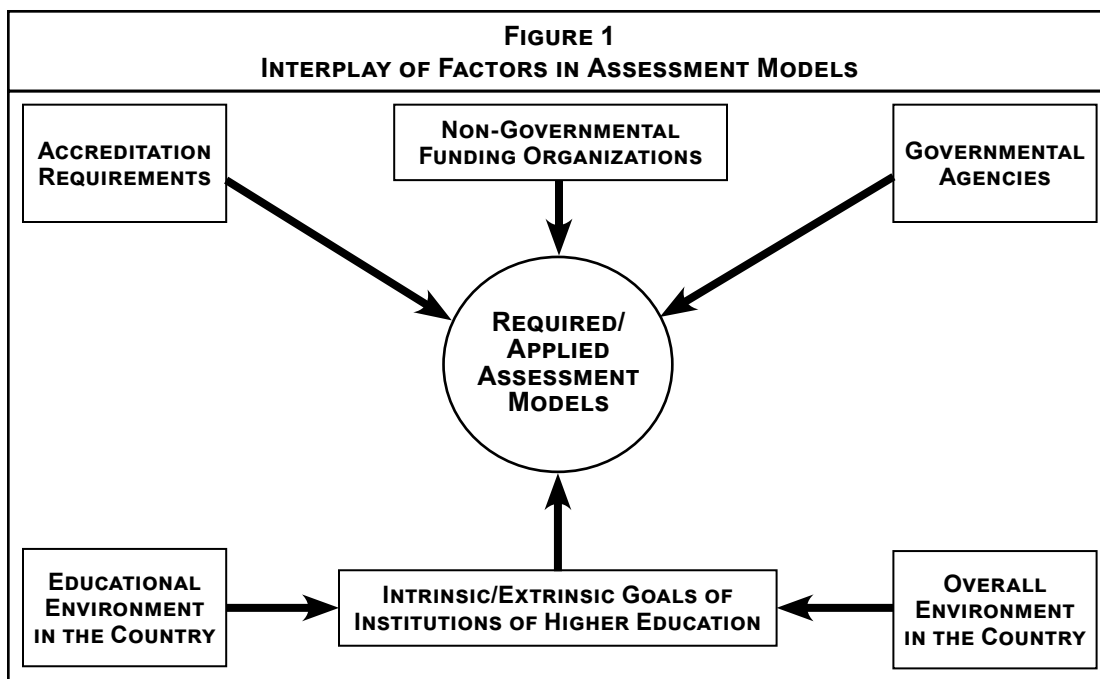 FIGURE 1
INTERPLAY OF FACTORS IN ASSESSMENT MODELS
ACCREDITATION
REQUIREMENTS
NON-GOVERNMENTAL
FUNDING ORGANIZATIONS
GOVERNMENTAL
AGENCIES
REQUIRED/
APPLIED
ASSESSMENT
MODELS
EDUCATIONAL
ENVIRONMENT
IN THE COUNTRY
INTRINSIC/EXTRINSIC GOALS OF
INSTITUTIONS OF HIGHER EDUCATION
OVERALL
ENVIRONMENT
IN THE COUNTRY